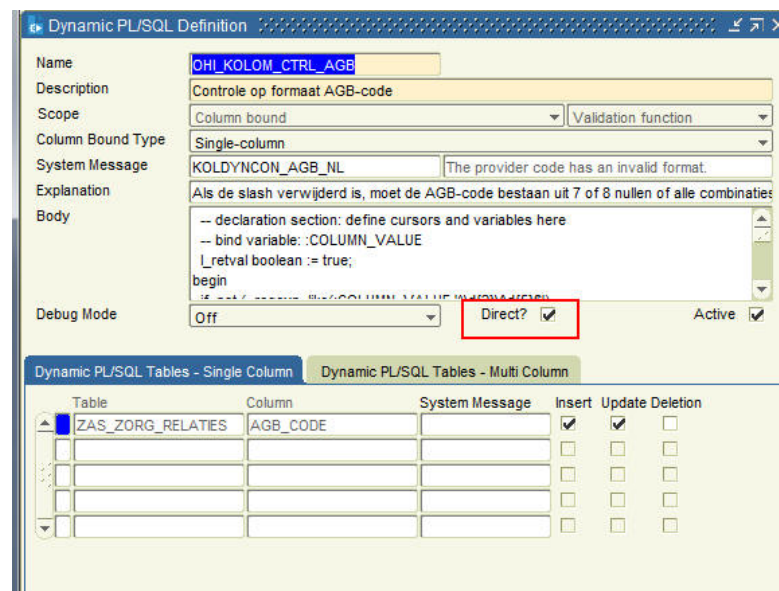 Dynamic PL/SQL Definition
Name OHI_KOLOM_CTRL_AGB
Description Controle op formaat AGB-code
Scope Column bound Validation function
Column Bound Type Single-column
System Message KOLDYNCON_AGB_NL The provider code has an invalid format.
Explanation Als de slash verwijderd is, moet de AGB-code bestaan uit 7 of 8 nullen of alle combinaties
Body -- declaration section: define cursors and variables here
-- bind variable: :COLUMN_VALUE
l_retval boolean := true;
begin
if not ( regexp_like(:COLUMN_VALUE
Debug Mode Off Direct? Active
Dynamic PL/SQL Tables - Single Column Dynamic PL/SQL Tables - Multi Column
Table Column System Message Insert Update Deletion
ZAS_ZORG_RELATIES AGB_CODE